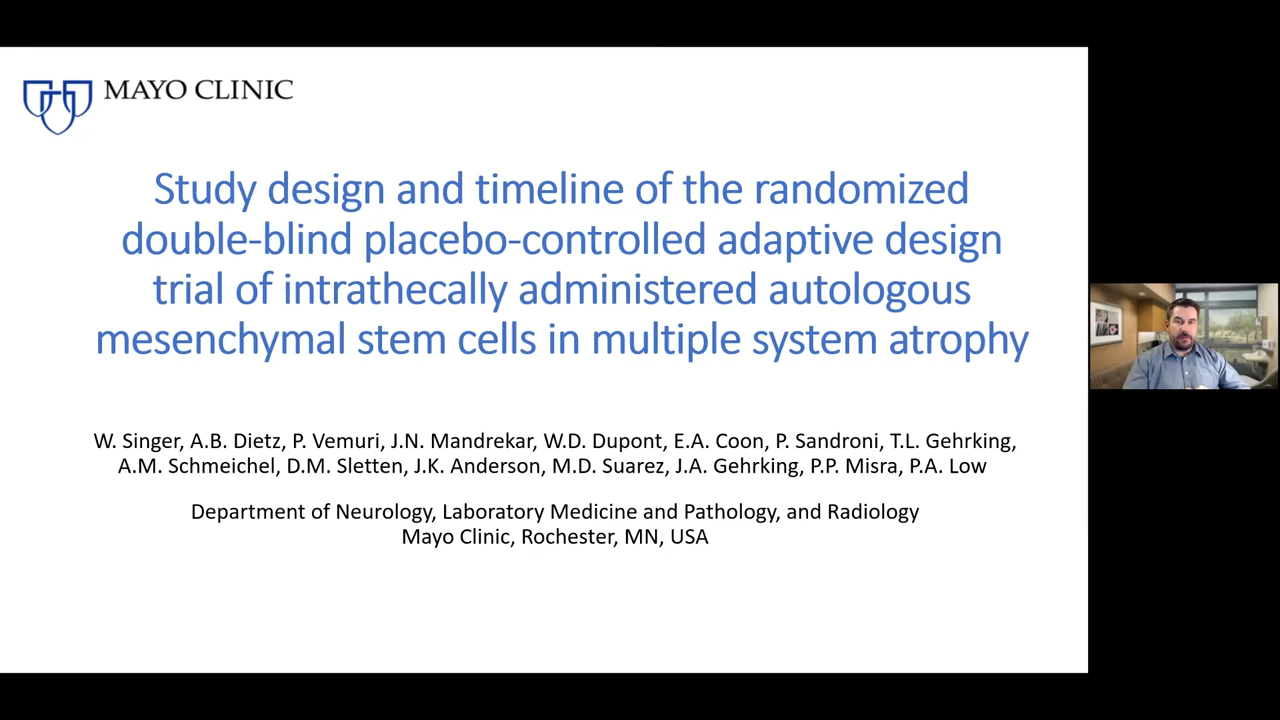 MAYO CLINIC
Study design and timeline of the randomized
double-blind placebo-controlled adaptive design
trial of intrathecally administered autologous
mesenchymal stem cells in multiple system atrophy
W. Singer, A.B. Dietz, P. Vemuri, J.N. Mandrekar, W.D. Dupont, E.A. Coon, P. Sandroni, T.L. Gehrking,
A.M. Schmeichel, D.M. Sletten, J.K. Anderson, M.D. Suarez, J.A. Gehrking, P.P. Misra, P.A. Low
Department of Neurology, Laboratory Medicine and Pathology, and Radiology
Mayo Clinic, Rochester, MN, USA